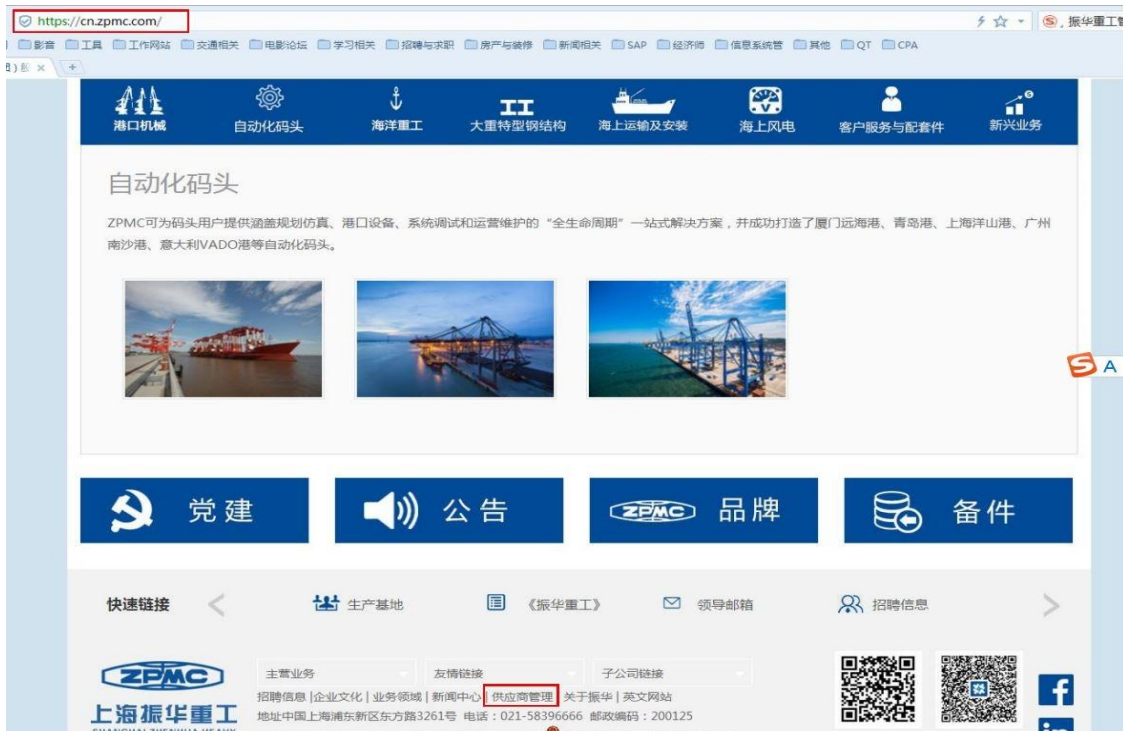 https://cn.zpmc.com/
振华重工
影音 工具 工作网站 交通相关 电影论坛 学习相关 招聘与求职 房产与装修 新闻相关 SAP 经济师 信息系统管 其他 QT CPA
港口机械 自动化码头 海洋重工 大重特型钢结构 海上运输及安装 海上风电 客户服务与配套件 新兴业务
自动化码头
ZPMC可为码头用户提供涵盖规划仿真、港口设备、系统调试和运营维护的“全生命周期”一站式解决方案，并成功打造了厦门远海港、青岛港、上海洋山港、广州
南沙港、意大利VADO港等自动化码头。
A
党建 公告 ZPMC 品牌 备件
快速链接 生产基地 《振华重工》 领导邮箱 招聘信息
ZPMC
上海振华重工
主营业务 友情链接 子公司链接
招聘信息 |企业文化 | 业务领域 | 新闻中心 | 供应商管理 关于振华 | 英文网站
地址中国上海浦东新区东方路3261号 电话：021-58396666 邮政编码：200125